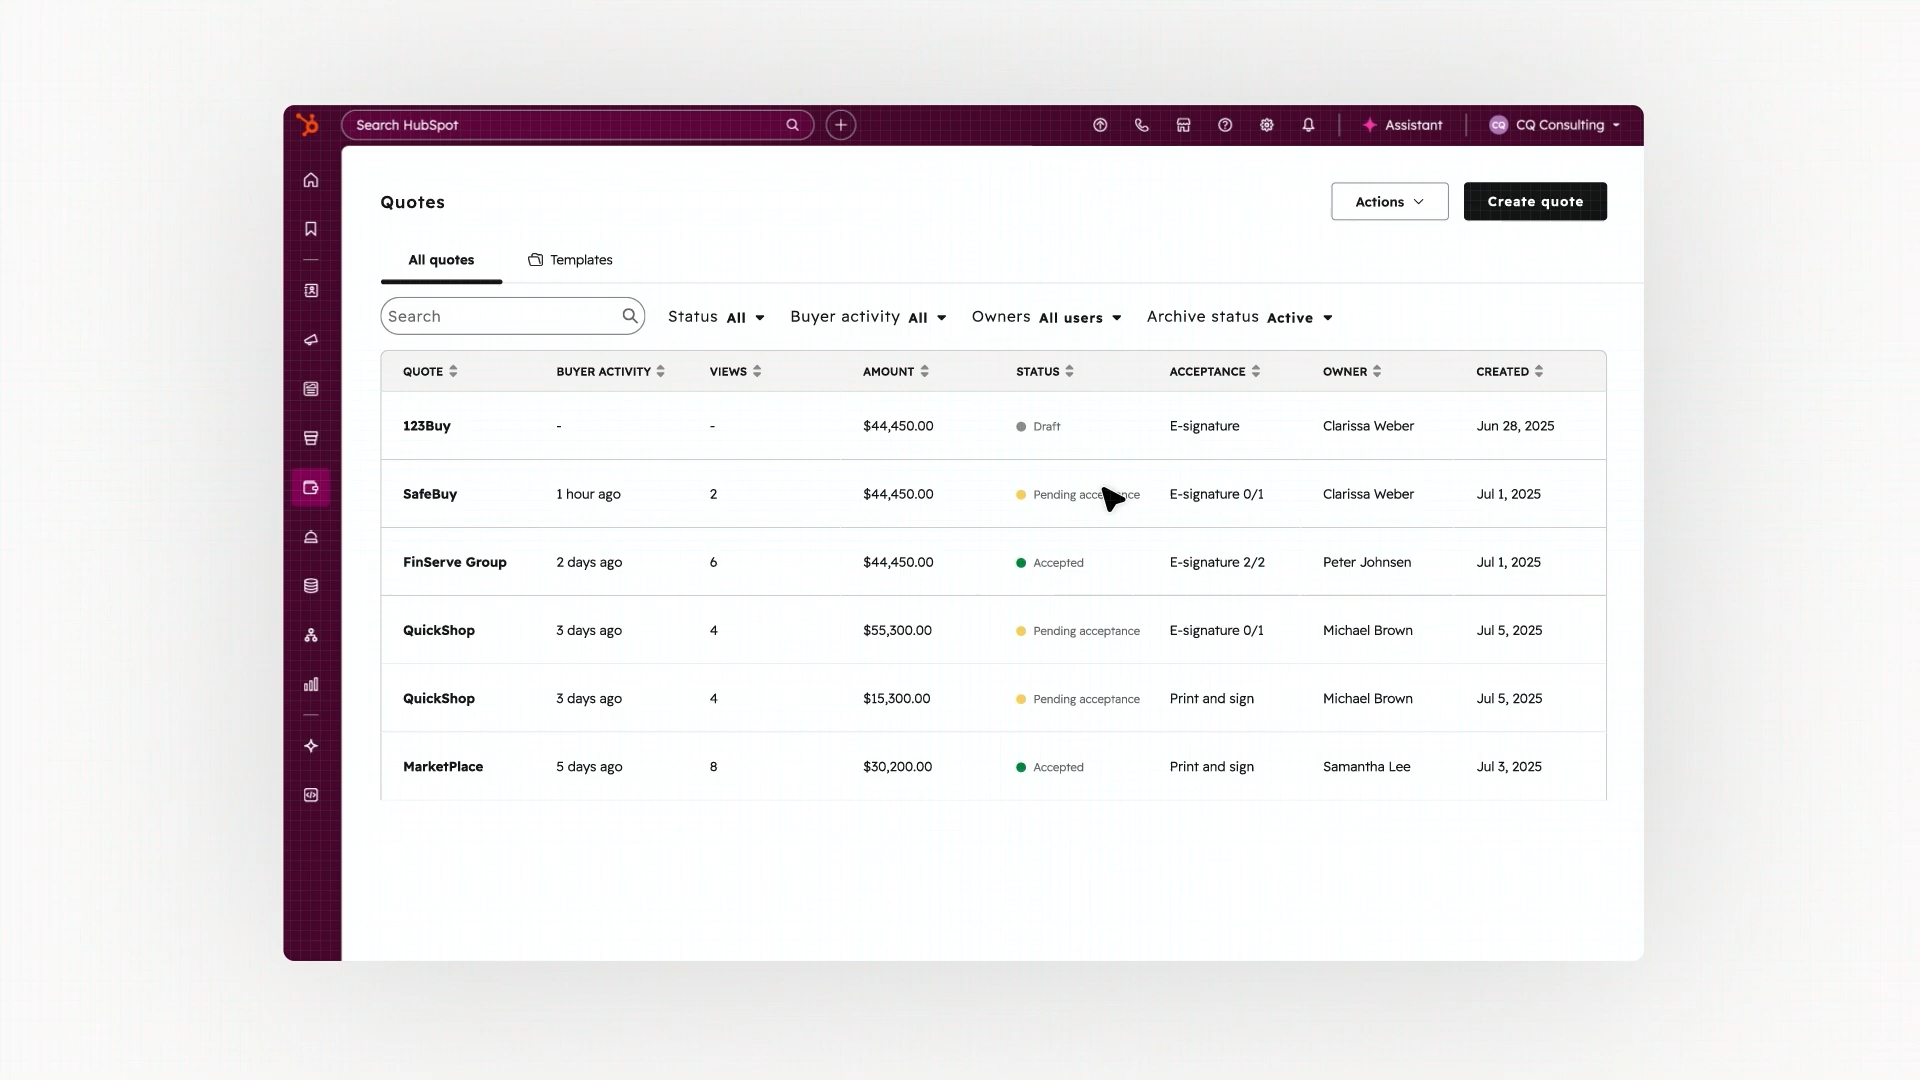 Search HubSpot
Assistant
CQ CQ Consulting
Quotes
Actions
Create quote
All quotes
Templates
Search
Status All
Buyer activity All
Owners All users
Archive status Active
QUOTE BUYER ACTIVITY VIEWS AMOUNT STATUS ACCEPTANCE OWNER CREATED
123Buy - - $44,450.00 Draft E-signature Clarissa Weber Jun 28, 2025
SafeBuy 1 hour ago 2 $44,450.00 Pending acceptance E-signature 0/1 Clarissa Weber Jul 1, 2025
FinServe Group 2 days ago 6 $44,450.00 Accepted E-signature 2/2 Peter Johnsen Jul 1, 2025
QuickShop 3 days ago 4 $55,300.00 Pending acceptance E-signature 0/1 Michael Brown Jul 5, 2025
QuickShop 3 days ago 4 $15,300.00 Pending acceptance Print and sign Michael Brown Jul 5, 2025
MarketPlace 5 days ago 8 $30,200.00 Accepted Print and sign Samantha Lee Jul 3, 2025